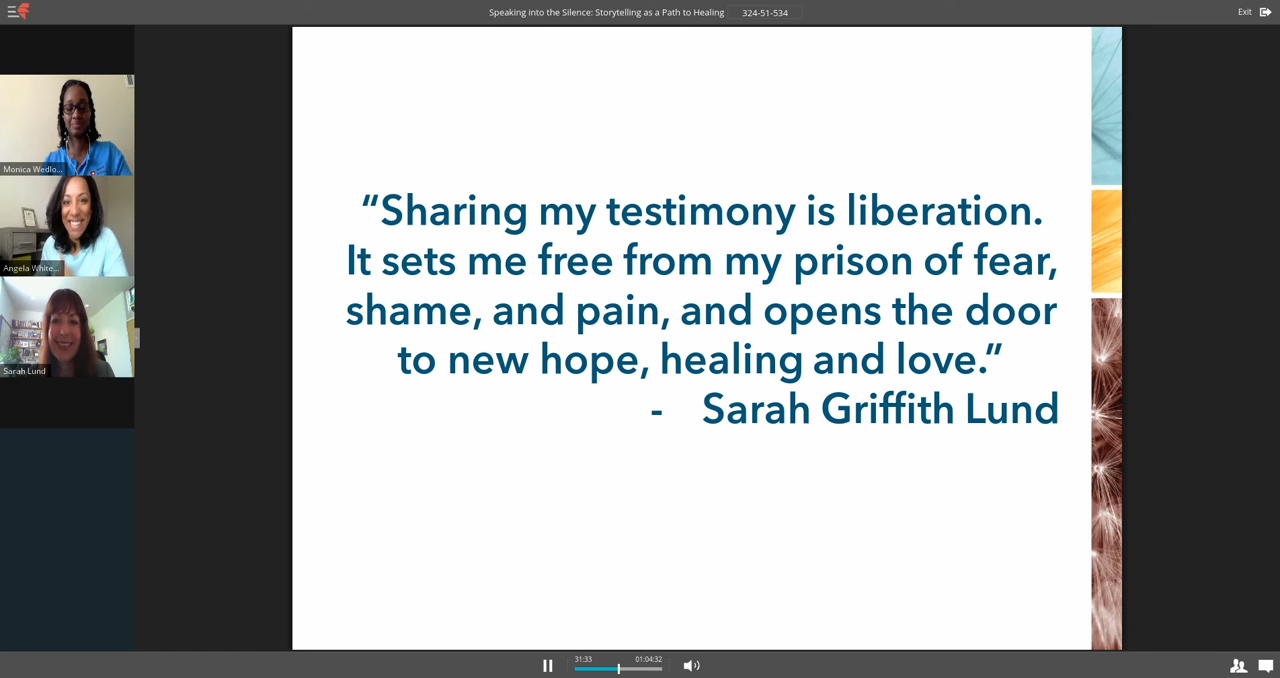 Speaking into the Silence: Storytelling as a Path to Healing 324-51-534
Exit
Monica Wedlo...
Angela White...
Sarah Lund
“Sharing my testimony is liberation.
It sets me free from my prison of fear,
shame, and pain, and opens the door
to new hope, healing and love.”
- Sarah Griffith Lund
31:33
01:04:32